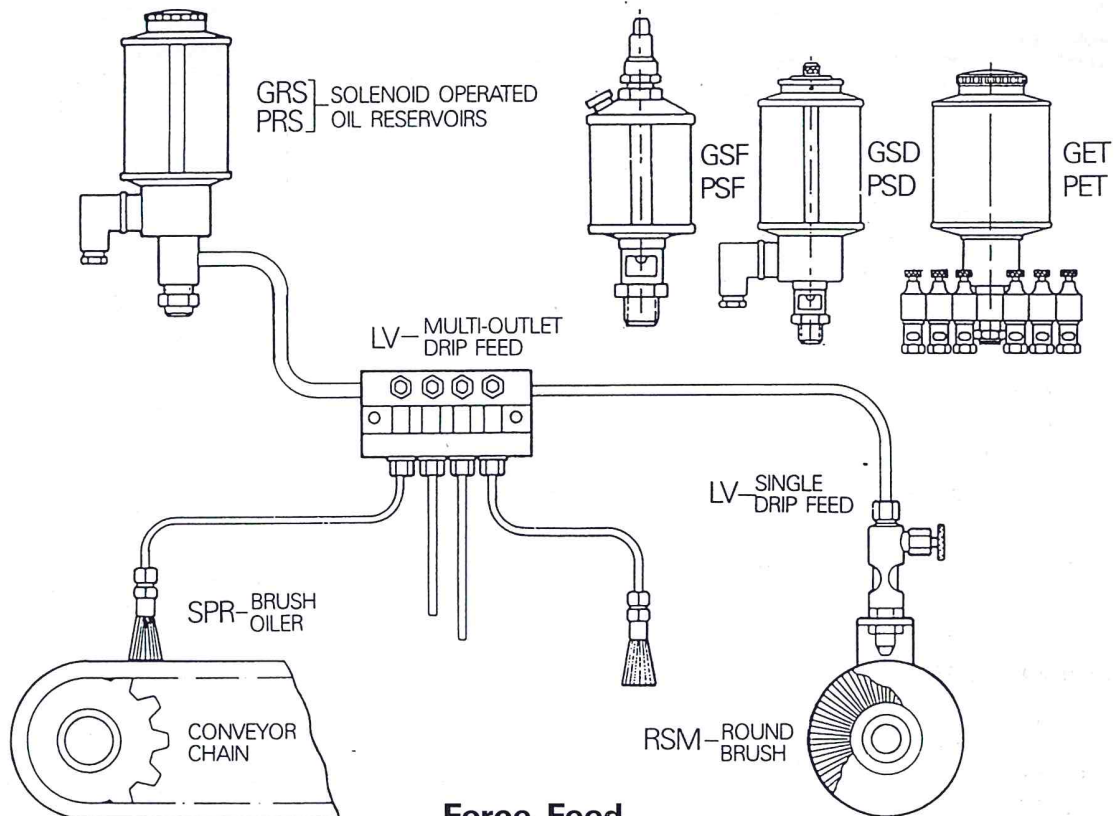 GRS
PRS
SOLENOID OPERATED
OIL RESERVOIRS
GSF
PSF
GSD
PSD
GET
PET
LV– MULTI-OUTLET
DRIP FEED
LV– SINGLE
DRIP FEED
SPR– BRUSH
OILER
CONVEYOR
CHAIN
RSM– ROUND
BRUSH
Force Feed